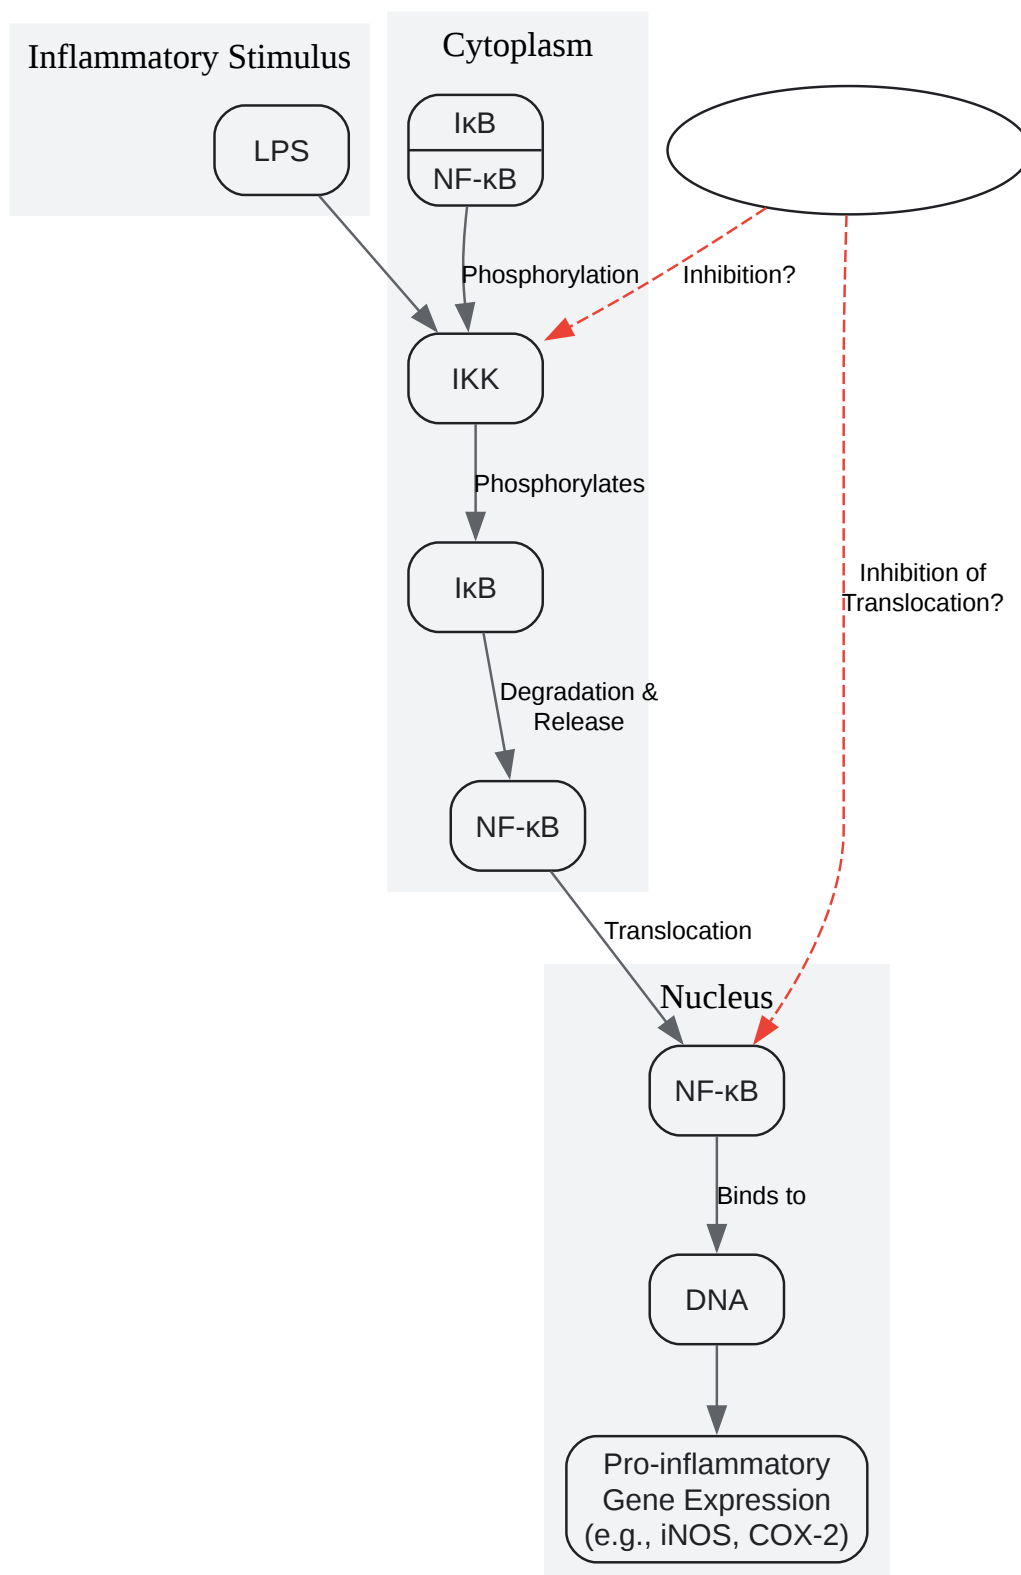 Inflammatory Stimulus
LPS
Cytoplasm
IκB
NF-κB
Phosphorylation
Inhibition?
IKK
Phosphorylates
IκB
Degradation &
Release
Inhibition of
Translocation?
NF-κB
Translocation
Nucleus
NF-κB
Binds to
DNA
Pro-inflammatory
Gene Expression
(e.g., iNOS, COX-2)